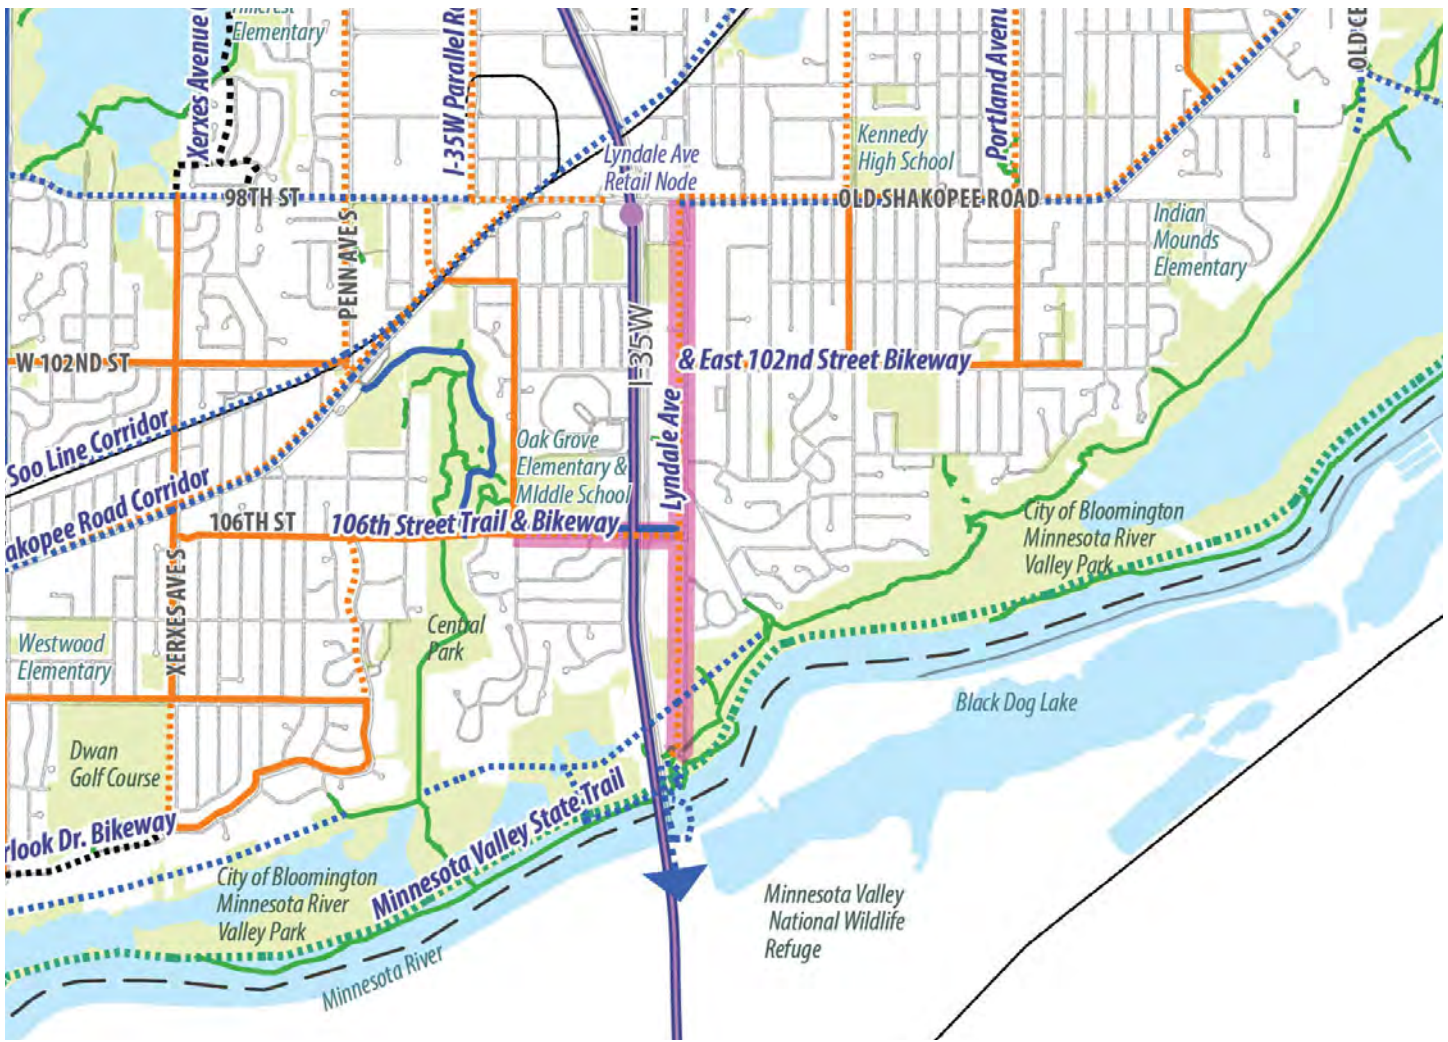 Hillcrest
Elementary
Xerxes Avenue
I-35W Parallel
Portland Avenu
OLD CE
Lyndale Ave
Retail Node
Kennedy
High School
98TH ST
OLD SHAKOPEE ROAD
PENN AVE S
Indian
Mounds
Elementary
I-35W
W 102ND ST
& East 102nd Street Bikeway
Lyndale Ave
Soo Line Corridor
Oak Grove
Elementary &
MIddle School
akopee Road Corridor
106TH ST
106th Street Trail & Bikeway
City of Bloomington
Minnesota River
Valley Park
XERXES AVE S
Westwood
Elementary
Central
Park
Black Dog Lake
Dwan
Golf Course
rlook Dr. Bikeway
Minnesota Valley State Trail
City of Bloomington
Minnesota River
Valley Park
Minnesota Valley
National Wildlife
Refuge
Minnesota River